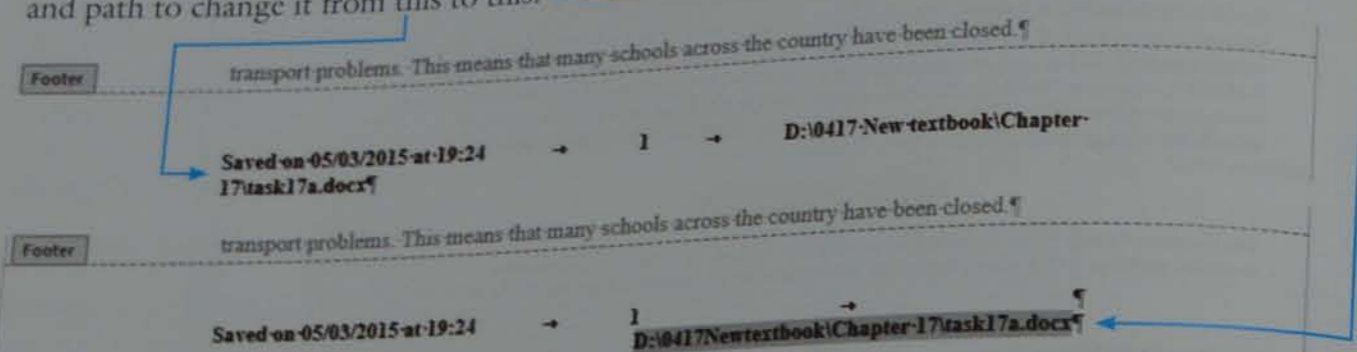 and path to change it from this to this.
transport problems. This means that many schools across the country have been closed.¶
Footer
Saved on 05/03/2015 at 19:24 → 1 → D:\0417-New-textbook\Chapter-
17\task17a.docx¶
transport problems. This means that many schools across the country have been closed.¶
Footer
Saved on 05/03/2015 at 19:24 → 1 → ¶
D:\0417Newtextbook\Chapter-17\task17a.docx¶